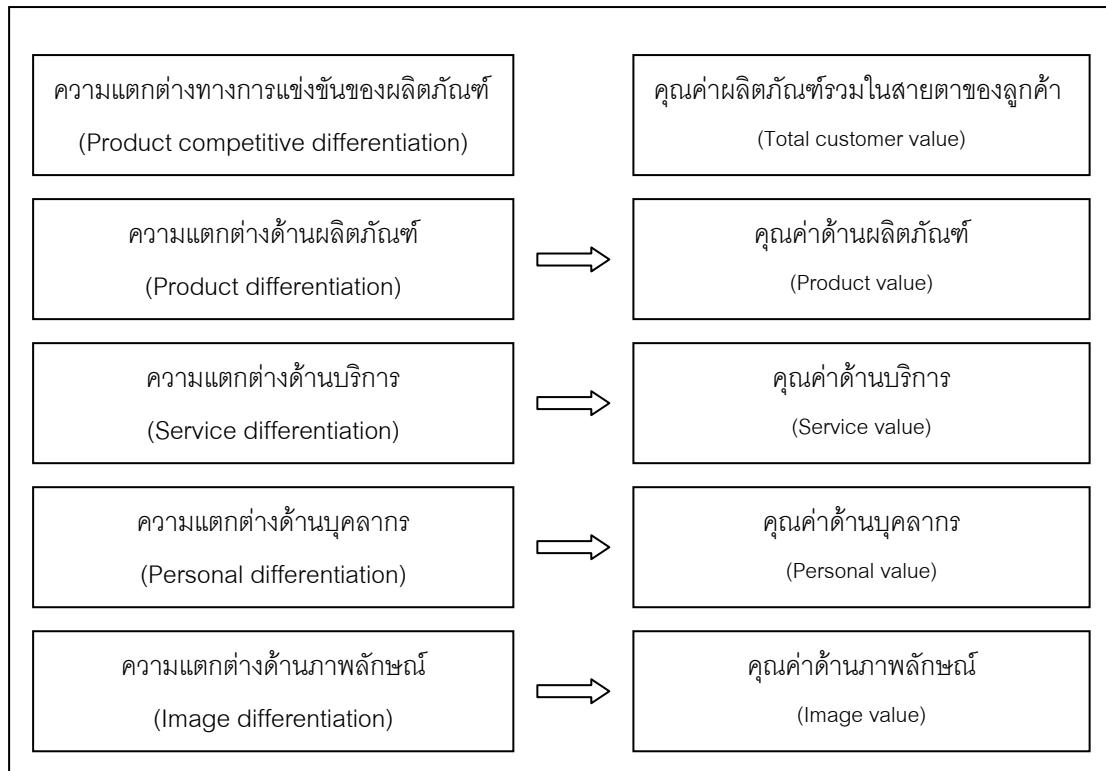 ความแตกต่างทางการแข่งขันของผลิตภัณฑ์
(Product competitive differentiation)
คุณค่าผลิตภัณฑ์รวมในสายตาของลูกค้า
(Total customer value)
ความแตกต่างด้านผลิตภัณฑ์
(Product differentiation)
คุณค่าด้านผลิตภัณฑ์
(Product value)
ความแตกต่างด้านบริการ
(Service differentiation)
คุณค่าด้านบริการ
(Service value)
ความแตกต่างด้านบุคลากร
(Personal differentiation)
คุณค่าด้านบุคลากร
(Personal value)
ความแตกต่างด้านภาพลักษณ์
(Image differentiation)
คุณค่าด้านภาพลักษณ์
(Image value)